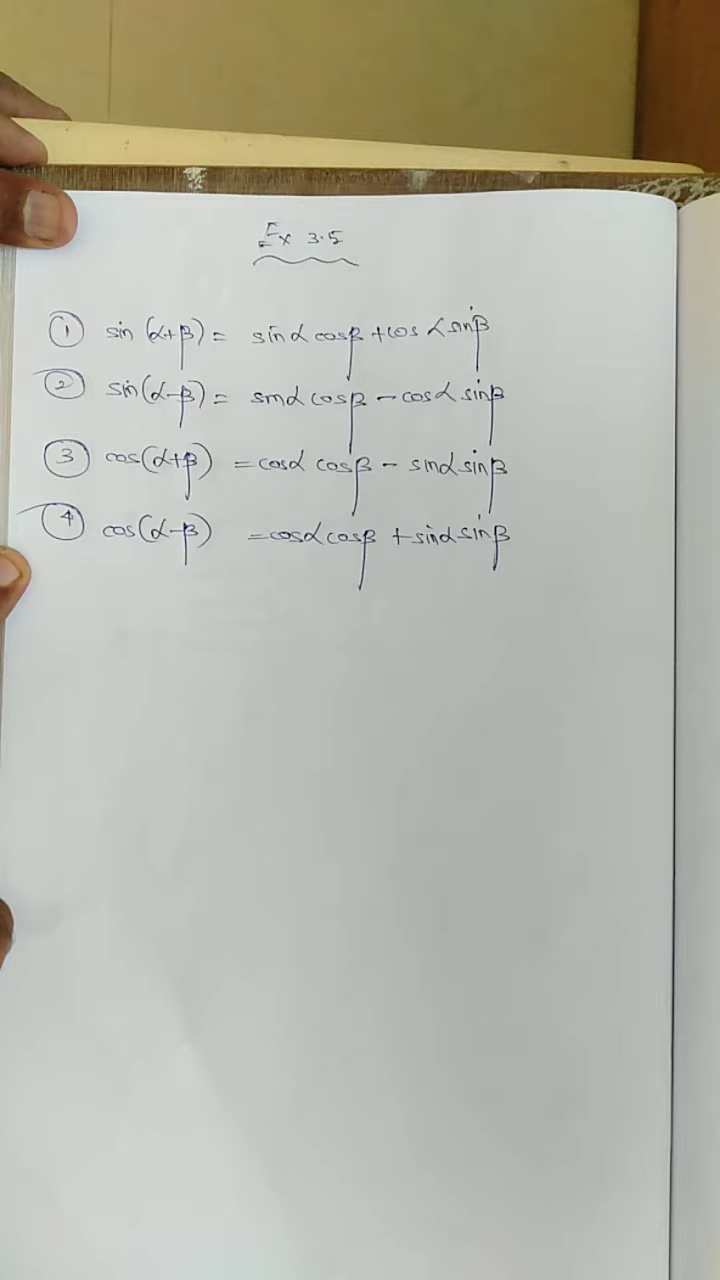 Ex 3.5
① sin (α+β) = sinα cosβ + cos α sinβ
② sin(α-β) = sinα cosβ - cosα sinβ
③ cos(α+β) = cosα cosβ - sinα sinβ
④ cos(α-β) = cosα cosβ + sinα sinβ